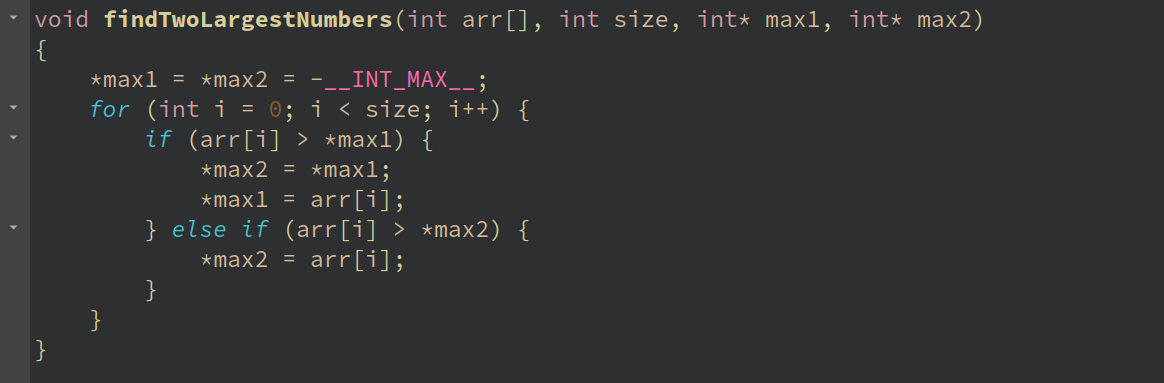 void findTwoLargestNumbers(int arr[], int size, int* max1, int* max2)
{
    *max1 = *max2 = -__INT_MAX__;
    for (int i = 0; i < size; i++) {
        if (arr[i] > *max1) {
            *max2 = *max1;
            *max1 = arr[i];
        } else if (arr[i] > *max2) {
            *max2 = arr[i];
        }
    }
}